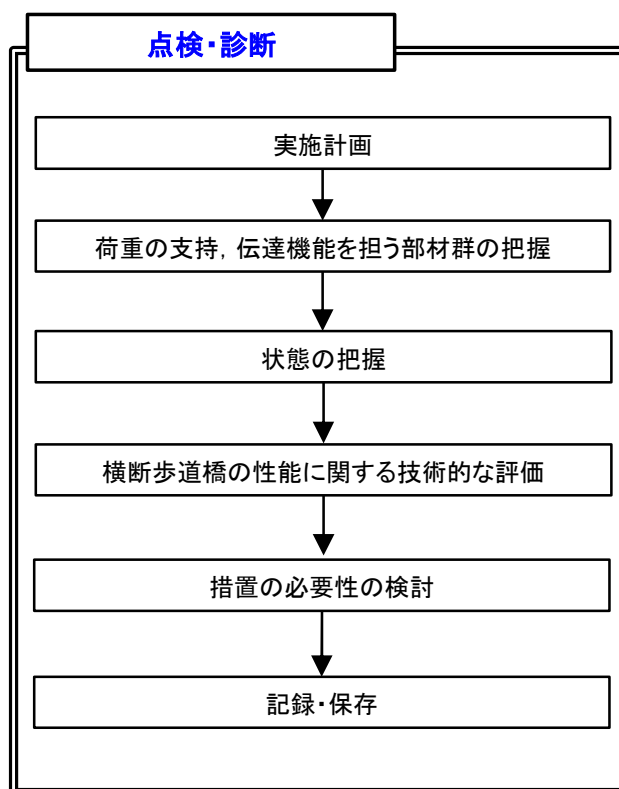 点検・診断
実施計画
荷重の支持，伝達機能を担う部材群の把握
状態の把握
横断歩道橋の性能に関する技術的な評価
措置の必要性の検討
記録・保存